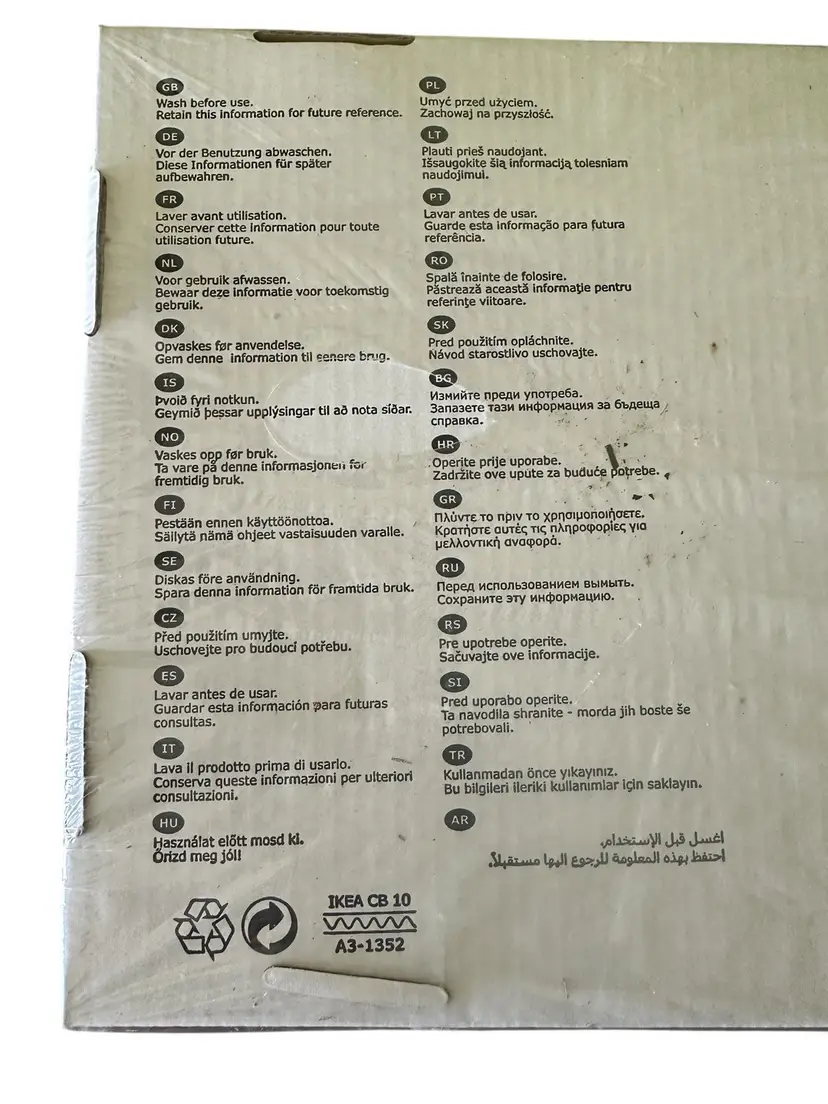 GB
Wash before use.
Retain this information for future reference.
DE
Vor der Benutzung abwaschen.
Diese Informationen für später
aufbewahren.
FR
Laver avant utilisation.
Conserver cette information pour toute
utilisation future.
NL
Voor gebruik afwassen.
Bewaar deze informatie voor toekomstig
gebruik.
DK
Opvaskes før anvendelse.
Gem denne information til senere brug.
IS
Þvoið fyri notkun.
Geymið þessar upplýsingar til að nota síðar.
NO
Vaskes opp før bruk.
Ta vare på denne informasjonen for
fremtidig bruk.
FI
Pestään ennen käyttöönottoa.
Säilytä nämä ohjeet vastaisuuden varalle.
SE
Diskas före användning.
Spara denna information för framtida bruk.
CZ
Před použitím umyjte.
Uschovejte pro budoucí potřebu.
ES
Lavar antes de usar.
Guardar esta información para futuras
consultas.
IT
Lava il prodotto prima di usarlo.
Conserva queste informazioni per ulteriori
consultazioni.
HU
Használat előtt mosd ki.
Őrizd meg jól!
PL
Umyć przed użyciem.
Zachowaj na przyszłość.
LT
Plauti prieš naudojant.
Išsaugokite šią informaciją tolesniam
naudojimui.
PT
Lavar antes de usar.
Guarde esta informação para futura
referência.
RO
Spală înainte de folosire.
Păstrează această informaţie pentru
referinţe viitoare.
SK
Pred použitím opláchnite.
Návod starostlivo uschovajte.
BG
Измийте преди употреба.
Запазете тази информация за бъдеща
справка.
HR
Operite prije uporabe.
Zadržite ove upute za buduće potrebe.
GR
Πλύντε το πριν το χρησιμοποιήσετε.
Κρατήστε αυτές τις πληροφορίες για
μελλοντική αναφορά.
RU
Перед использованием вымыть.
Сохраните эту информацию.
RS
Pre upotrebe operite.
Sačuvajte ove informacije.
SI
Pred uporabo operite.
Ta navodila shranite - morda jih boste še
potrebovali.
TR
Kullanmadan önce yıkayınız.
Bu bilgileri ileriki kullanımlar için saklayın.
AR
اغسل قبل الإستخدام.
احتفظ بهذه المعلومة للرجوع اليها مستقبلاً.
IKEA CB 10
A3-1352